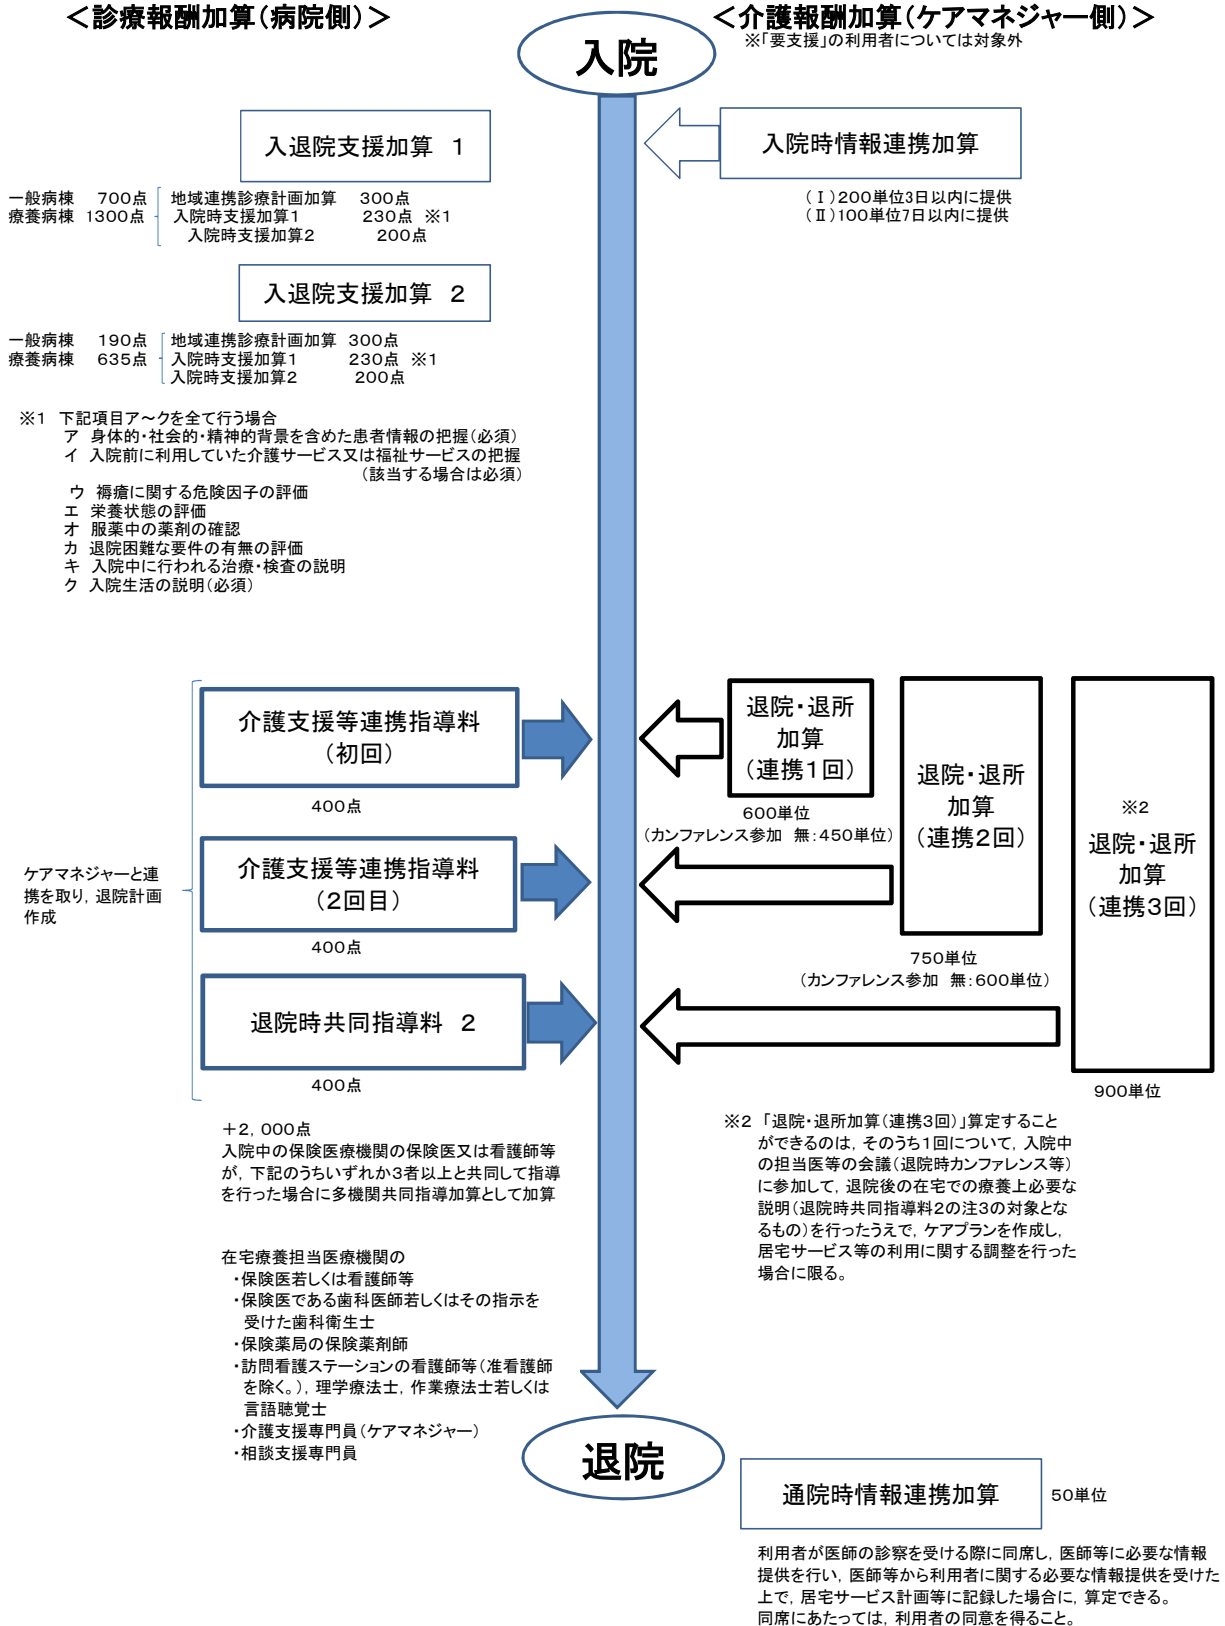 ＜診療報酬加算（病院側）＞
＜介護報酬加算（ケアマネジャー側）＞
※「要支援」の利用者については対象外
入院
入退院支援加算　１
一般病棟　700点
療養病棟　1300点
地域連携診療計画加算　300点
入院時支援加算1　230点　※1
入院時支援加算2　200点
入院時情報連携加算
（Ⅰ）200単位3日以内に提供
（Ⅱ）100単位7日以内に提供
入退院支援加算　２
一般病棟　190点
療養病棟　635点
地域連携診療計画加算　300点
入院時支援加算1　230点　※1
入院時支援加算2　200点
※1　下記項目ア～クを全て行う場合
ア　身体的・社会的・精神的背景を含めた患者情報の把握（必須）
イ　入院前に利用していた介護サービス又は福祉サービスの把握
（該当する場合は必須）
ウ　褥瘡に関する危険因子の評価
エ　栄養状態の評価
オ　服薬中の薬剤の確認
カ　退院困難な要件の有無の評価
キ　入院中に行われる治療・検査の説明
ク　入院生活の説明（必須）
ケアマネジャーと連
携を取り，退院計画
作成
介護支援等連携指導料
（初回）
400点
介護支援等連携指導料
（2回目）
400点
退院時共同指導料　２
400点
＋2，000点
入院中の保険医療機関の保険医又は看護師等
が，下記のうちいずれか3者以上と共同して指導
を行った場合に多機関共同指導加算として加算
在宅療養担当医療機関の
・保険医若しくは看護師等
・保険医である歯科医師若しくはその指示を
受けた歯科衛生士
・保険薬局の保険薬剤師
・訪問看護ステーションの看護師等（准看護師
を除く。），理学療法士，作業療法士若しくは
言語聴覚士
・介護支援専門員（ケアマネジャー）
・相談支援専門員
退院・退所
加算
（連携１回）
600単位
（カンファレンス参加　無：450単位）
退院・退所
加算
（連携２回）
750単位
（カンファレンス参加　無：600単位）
※2
退院・退所
加算
（連携３回）
900単位
※2　「退院・退所加算（連携3回）」算定すること
ができるのは，そのうち1回について，入院中
の担当医等の会議（退院時カンファレンス等）
に参加して，退院後の在宅での療養上必要な
説明（退院時共同指導料2の注3の対象とな
るもの）を行ったうえで，ケアプランを作成し，
居宅サービス等の利用に関する調整を行った
場合に限る。
退院
通院時情報連携加算
50単位
利用者が医師の診察を受ける際に同席し，医師等に必要な情報
提供を行い，医師等から利用者に関する必要な情報提供を受けた
上で，居宅サービス計画等に記録した場合に，算定できる。
同席にあたっては，利用者の同意を得ること。